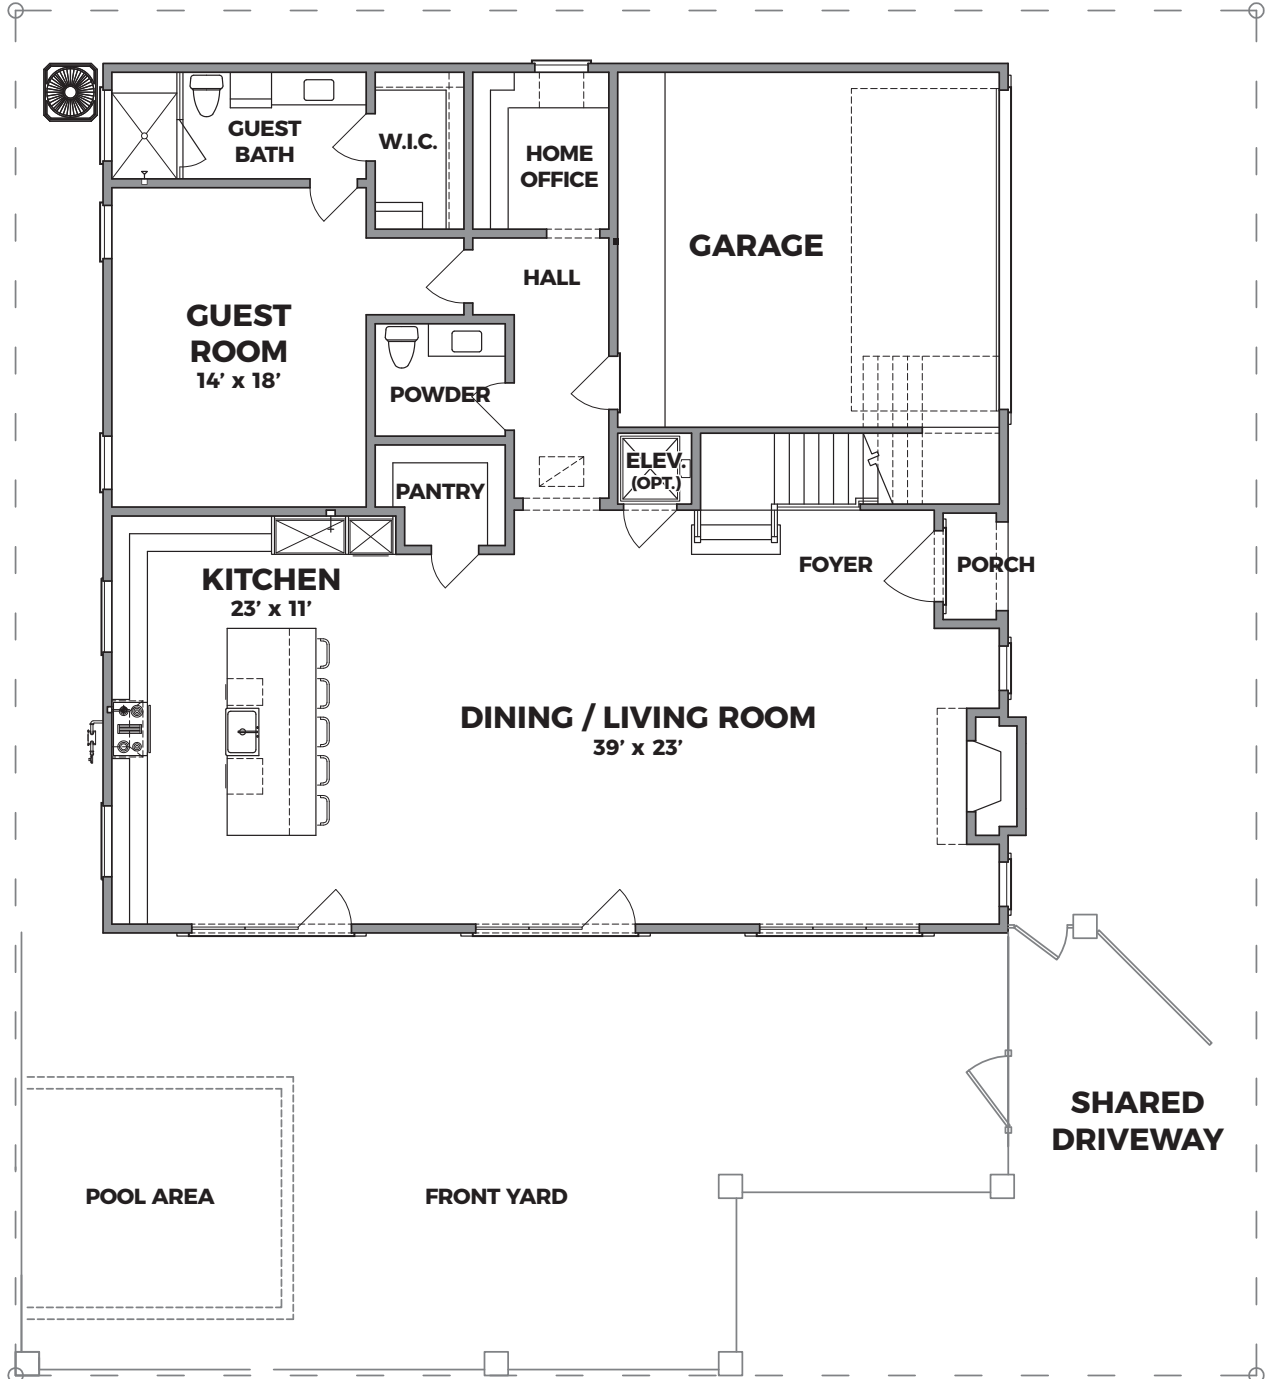 GUEST
BATH
W.I.C.
HOME
OFFICE
GARAGE
HALL
GUEST
ROOM
14’ x 18’
POWDER
ELEV.
(OPT.)
PANTRY
FOYER
PORCH
KITCHEN
23’ x 11’
DINING / LIVING ROOM
39’ x 23’
SHARED
DRIVEWAY
POOL AREA
FRONT YARD